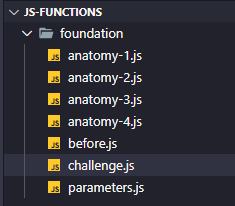 JS-FUNCTIONS
foundation
JS anatomy-1.js
JS anatomy-2.js
JS anatomy-3.js
JS anatomy-4.js
JS before.js
JS challenge.js
JS parameters.js